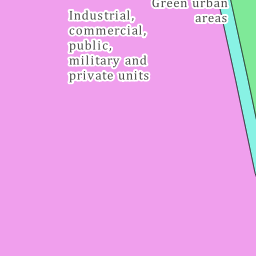 Green urban
areas
Industrial,
commercial,
public,
military and
private units